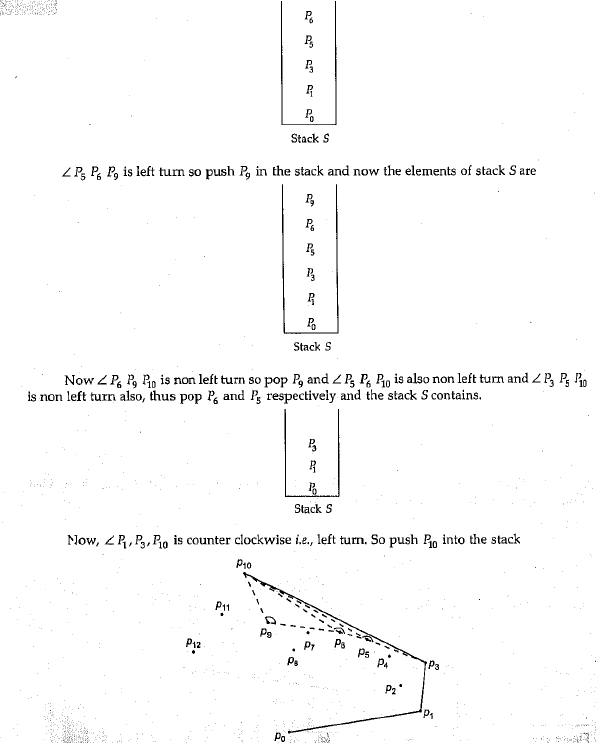 P6
P5
P3
P1
P0
Stack S
∠ P5 P6 P9 is left turn so push P9 in the stack and now the elements of stack S are
P9
P6
P5
P3
P1
P0
Stack S
Now ∠ P6 P9 P10 is non left turn so pop P9 and ∠ P5 P6 P10 is also non left turn and ∠ P3 P5 P10
is non left turn also, thus pop P6 and P5 respectively and the stack S contains.
P3
P1
P0
Stack S
Now, ∠ P1, P3, P10 is counter clockwise i.e., left turn. So push P10 into the stack
P10
P11
P9
P12
P7
P6
P8
P5
P4
P3
P2
P1
P0